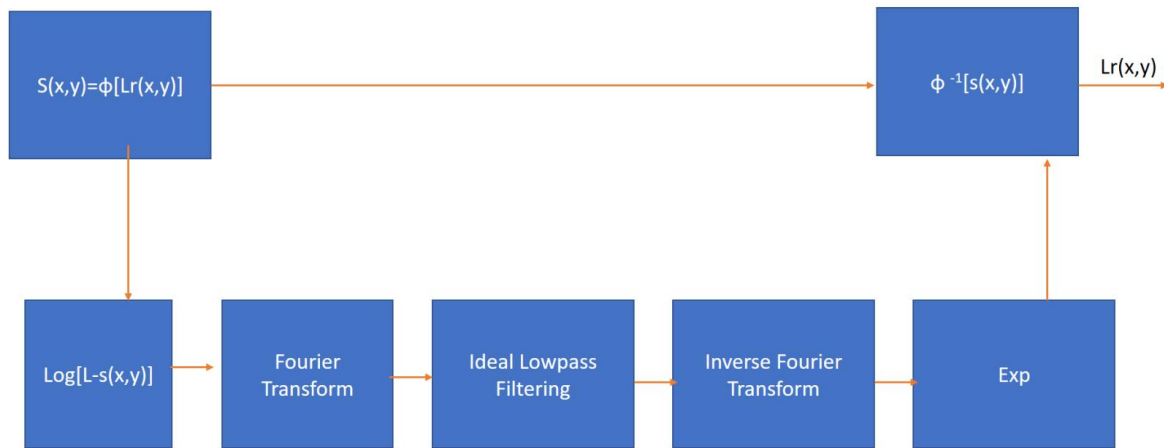 S(x,y)=ϕ[Lr(x,y)]
ϕ ⁻¹[s(x,y)]
Lr(x,y)
Log[L-s(x,y)]
Fourier
Transform
Ideal Lowpass
Filtering
Inverse Fourier
Transform
Exp